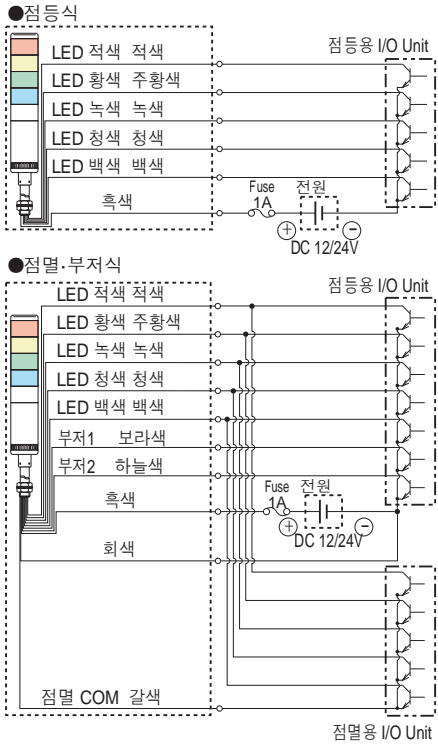 ●점등식
점등용 I/O Unit
LED 적색 적색
LED 황색 주황색
LED 녹색 녹색
LED 청색 청색
LED 백색 백색
흑색
Fuse
1A
전원
+
−
DC 12/24V
●점멸·부저식
점등용 I/O Unit
LED 적색 적색
LED 황색 주황색
LED 녹색 녹색
LED 청색 청색
LED 백색 백색
부저1 보라색
부저2 하늘색
흑색
Fuse
1A
전원
+
−
DC 12/24V
회색
점멸 COM 갈색
점멸용 I/O Unit